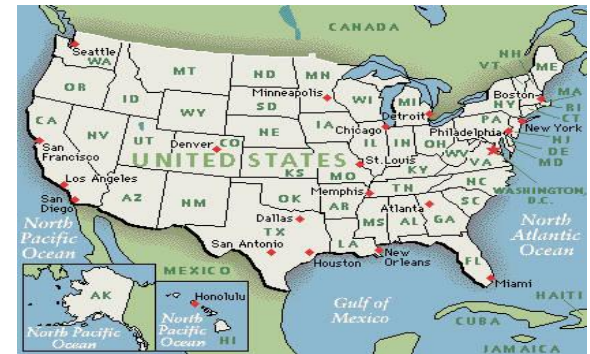 CANADA
Seattle
WA
MT
ND
MN
NH
VT
ME
OR
ID
Minneapolis
WI
MI
Boston
MA
RI
CT
NY
SD
WY
CA
NV
UT
NE
IA
Chicago
Detroit
PA
Philadelphia
New York
NJ
DE
MD
San
Francisco
Denver
CO
IL
IN
OH
WV
VA
UNITED STATES
KS
MO
St.Louis
KY
WASHINGTON,
D.C.
Los Angeles
San
Diego
AZ
NM
OK
AR
Memphis
TN
NC
SC
Atlanta
North
Pacific
Ocean
Dallas
TX
MS
AL
GA
North
Atlantic
Ocean
San Antonio
LA
MEXICO
Houston
New
Orleans
FL
Miami
AK
North Pacific
Ocean
Honolulu
North
Pacific
Ocean
HI
Gulf of
Mexico
HAITI
CUBA
JAMAICA